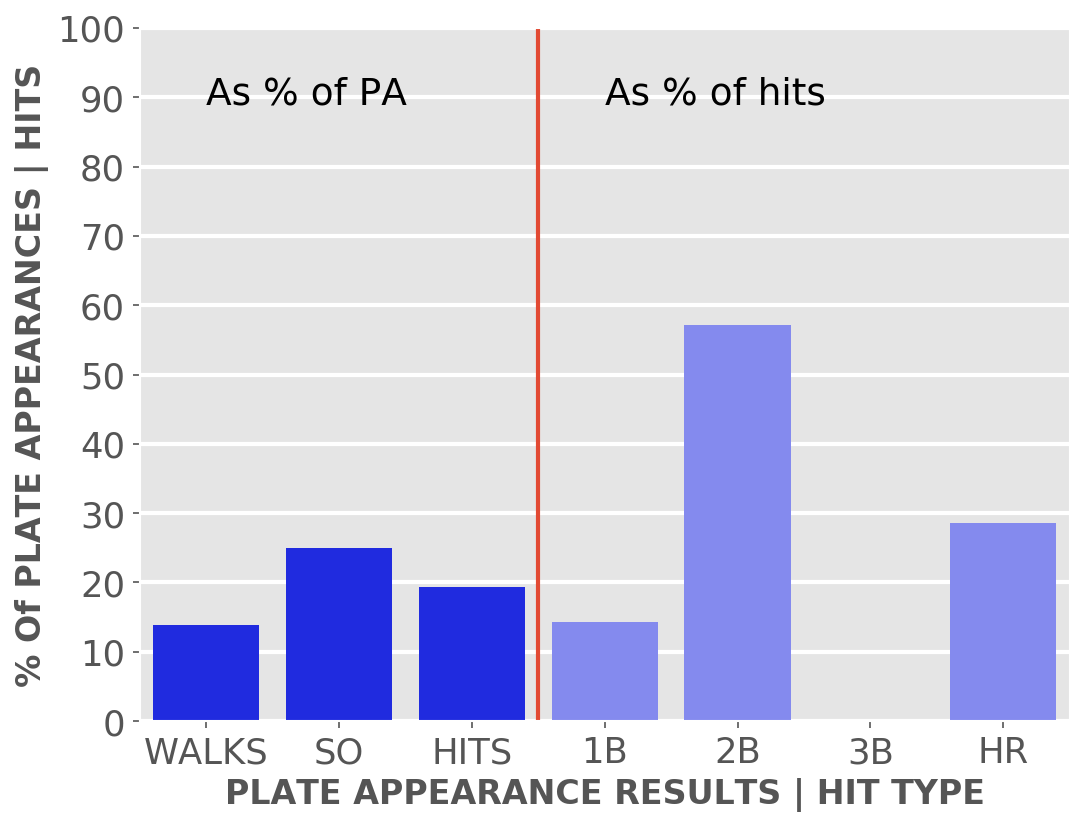 % Of PLATE APPEARANCES | HITS
100
90
80
70
60
50
40
30
20
10
0
As % of PA
As % of hits
WALKS SO HITS 1B 2B 3B HR
PLATE APPEARANCE RESULTS | HIT TYPE